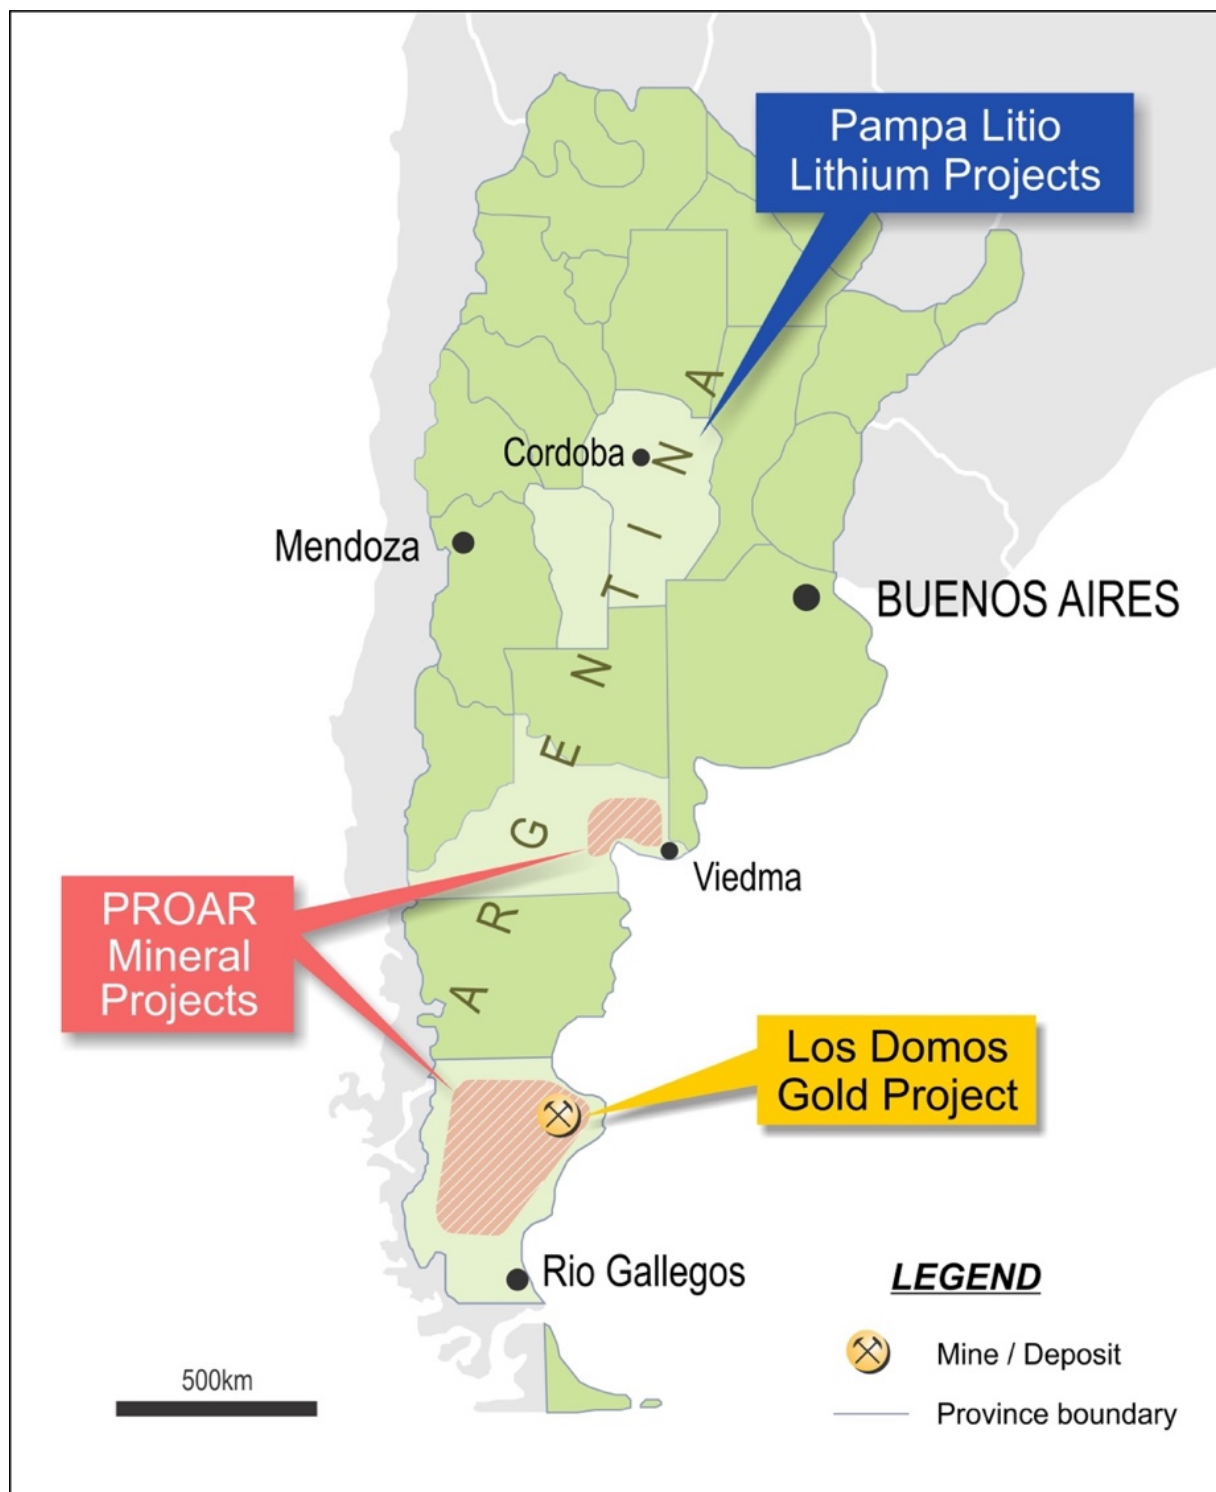 Pampa Litio
Lithium Projects
Cordoba
Mendoza
BUENOS AIRES
ARGENTINA
Viedma
PROAR
Mineral
Projects
Los Domos
Gold Project
Rio Gallegos
LEGEND
Mine / Deposit
Province boundary
500km